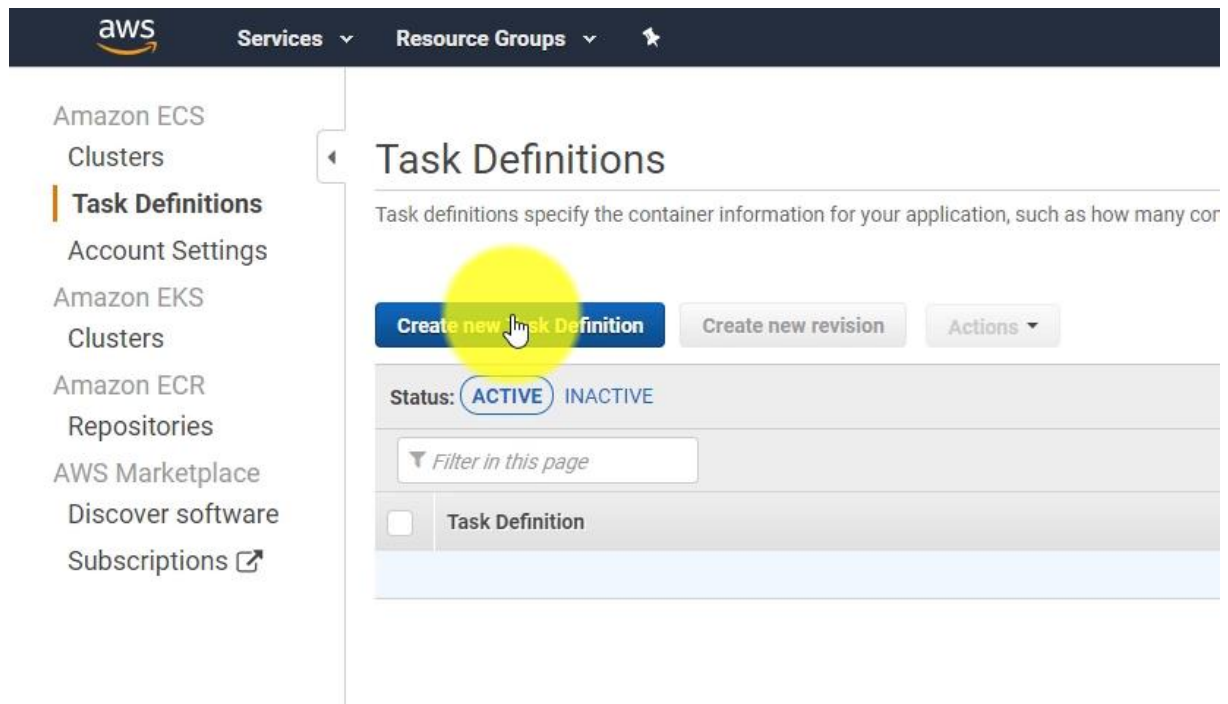 aws Services Resource Groups
Amazon ECS
Clusters
Task Definitions
Account Settings
Amazon EKS
Clusters
Amazon ECR
Repositories
AWS Marketplace
Discover software
Subscriptions
Task Definitions
Task definitions specify the container information for your application, such as how many
Create new Task Definition Create new revision Actions
Status: ACTIVE INACTIVE
Filter in this page
Task Definition